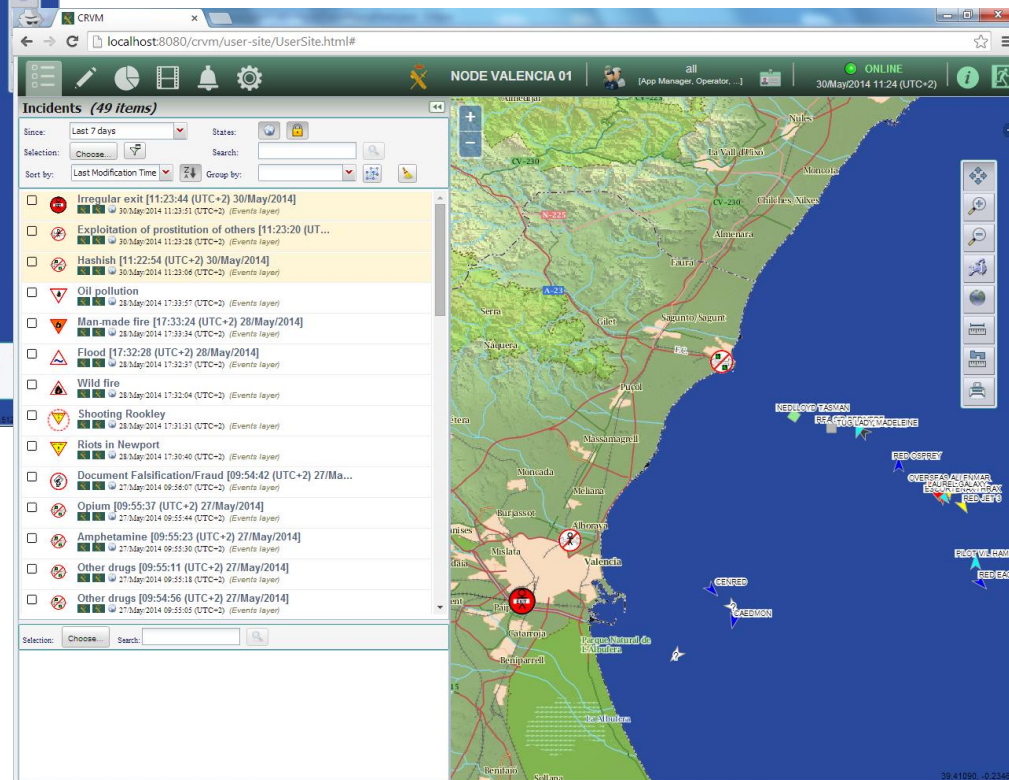 CRVM
localhost:8080/crvm/user-site/UserSite.html#
NODE VALENCIA 01
all
[App Manager, Operator, ...]
ONLINE
30/May/2014 11:24 (UTC+2)
Incidents (49 items)
Since: Last 7 days States:
Selection: Choose... Search:
Sort by: Last Modification Time Group by:
Irregular exit [11:23:44 (UTC+2) 30/May/2014]
30/May/2014 11:23:51 (UTC+2) (Events layer)
Exploitation of prostitution of others [11:23:20 (UT...
30/May/2014 11:23:28 (UTC+2) (Events layer)
Hashish [11:22:54 (UTC+2) 30/May/2014]
30/May/2014 11:23:06 (UTC+2) (Events layer)
Oil pollution
28/May/2014 17:33:57 (UTC+2) (Events layer)
Man-made fire [17:33:24 (UTC+2) 28/May/2014]
28/May/2014 17:33:34 (UTC+2) (Events layer)
Flood [17:32:28 (UTC+2) 28/May/2014]
28/May/2014 17:32:37 (UTC+2) (Events layer)
Wild fire
28/May/2014 17:32:04 (UTC+2) (Events layer)
Shooting Rookley
28/May/2014 17:31:31 (UTC+2) (Events layer)
Riots in Newport
28/May/2014 17:30:40 (UTC+2) (Events layer)
Document Falsification/Fraud [09:54:42 (UTC+2) 27/Ma...
27/May/2014 09:56:07 (UTC+2) (Events layer)
Opium [09:55:37 (UTC+2) 27/May/2014]
27/May/2014 09:55:44 (UTC+2) (Events layer)
Amphetamine [09:55:23 (UTC+2) 27/May/2014]
27/May/2014 09:55:30 (UTC+2) (Events layer)
Other drugs [09:55:11 (UTC+2) 27/May/2014]
27/May/2014 09:55:18 (UTC+2) (Events layer)
Other drugs [09:54:56 (UTC+2) 27/May/2014]
27/May/2014 09:55:05 (UTC+2) (Events layer)
Selection: Choose... Search:
Nules
La Vall d'Uixó
CV-230
Moncofa
N-225
CV-230
Chilches/Xilxes
Almenara
Faura
A-23
Serra
Gilet
Sagunto/Sagunt
Náquera
EXIT
Puçol
NEDLLOYD TASMAN
TUG LADY MADELEINE
Massamagrell
RED OSPREY
Moncada
Meliana
LAUREL GALAXY
RED JET 3
Burjassot
Alboraya
Mislata
Valencia
CENRED
CAEDMON
Catarroja
Parque Natural de
L'Albufera
Beniparrell
La Albufera
Benifaio
Sollana